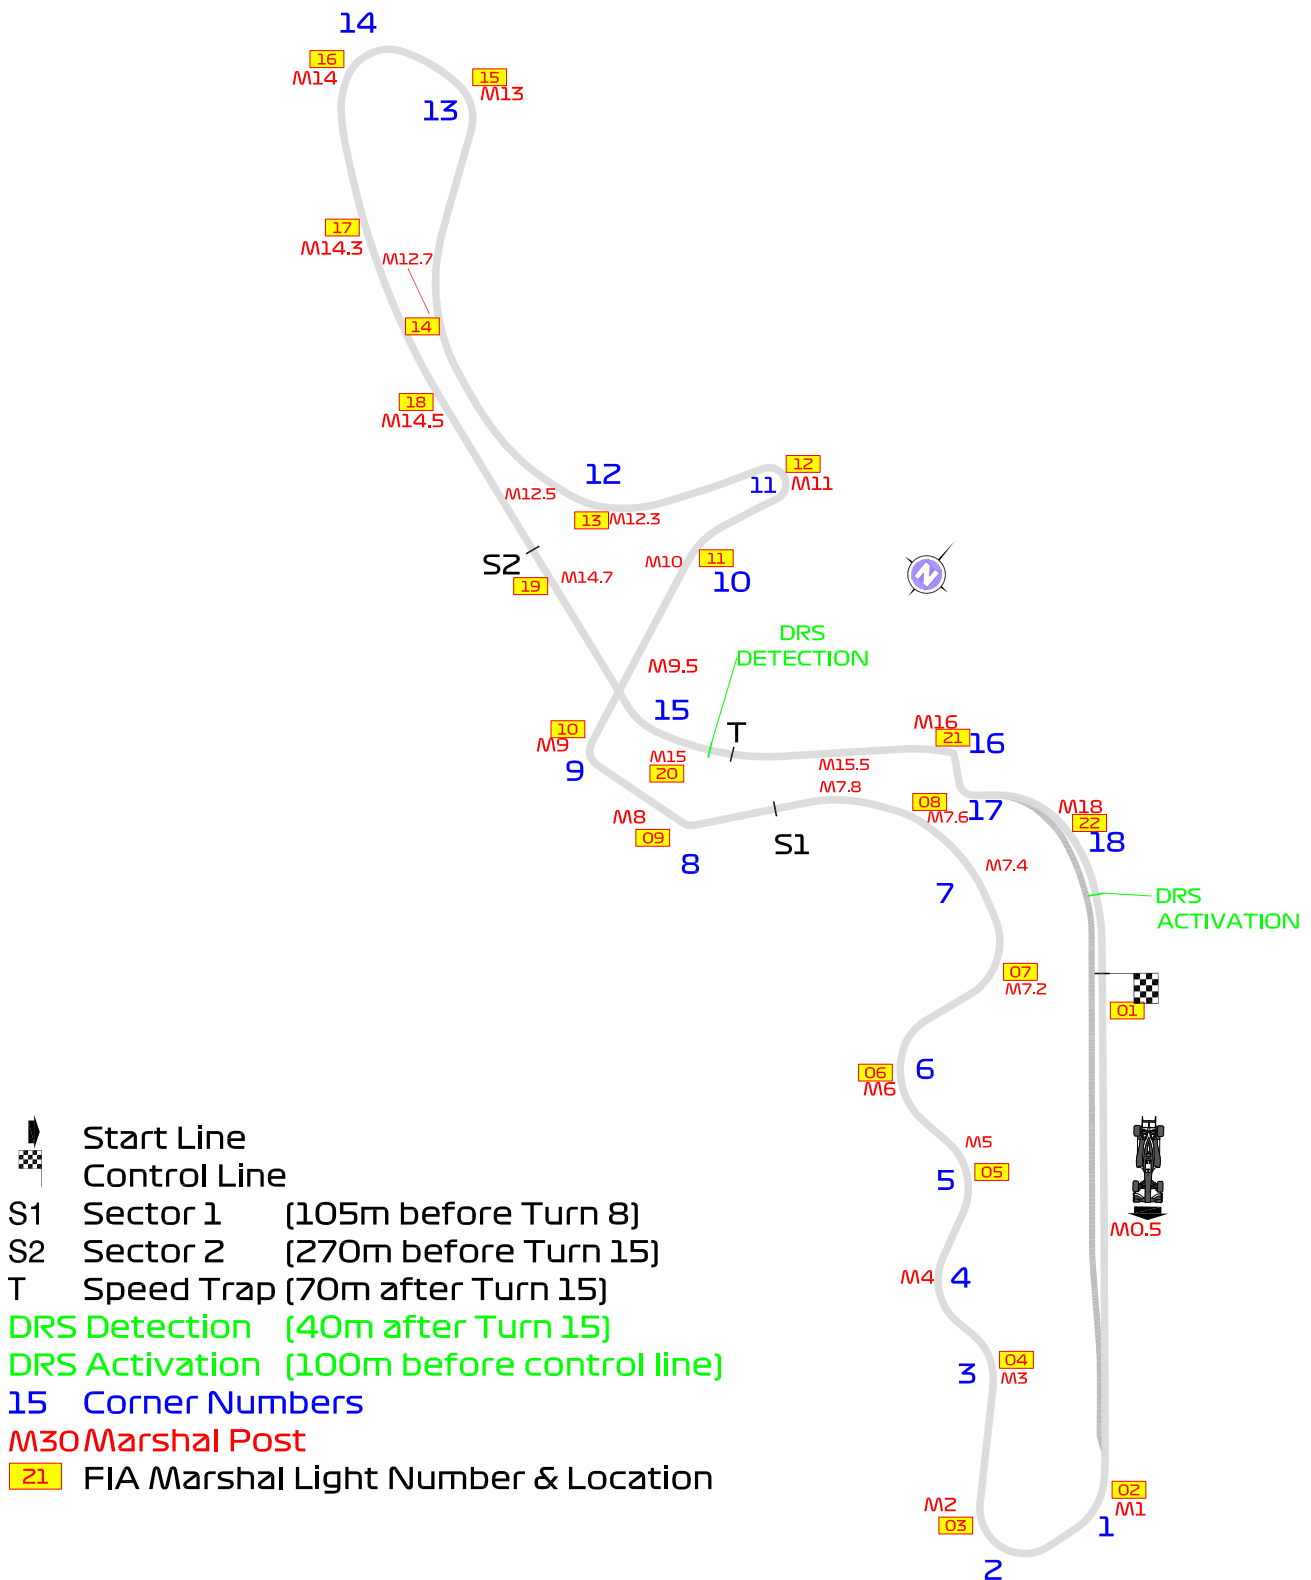 14
16
M14
15
M13
13
17
M14.3
M12.7
14
18
M14.5
12
12
11
M11
M12.5
13
M12.3
S2
M14.7
19
M10
11
10
N
DRS
DETECTION
M9.5
15
T
10
M9
9
M15
20
M16
21
16
M15.5
M7.8
08
M7.6
17
M18
22
18
M8
09
8
S1
M7.4
7
DRS
ACTIVATION
07
M7.2
01
06
M6
6
M5
05
5
M0.5
M4
4
3
04
M3
02
M1
1
M2
03
2
Start Line
Control Line
S1 Sector 1 (105m before Turn 8)
S2 Sector 2 (270m before Turn 15)
T Speed Trap (70m after Turn 15)
DRS Detection (40m after Turn 15)
DRS Activation (100m before control line)
15 Corner Numbers
M30 Marshal Post
21 FIA Marshal Light Number & Location